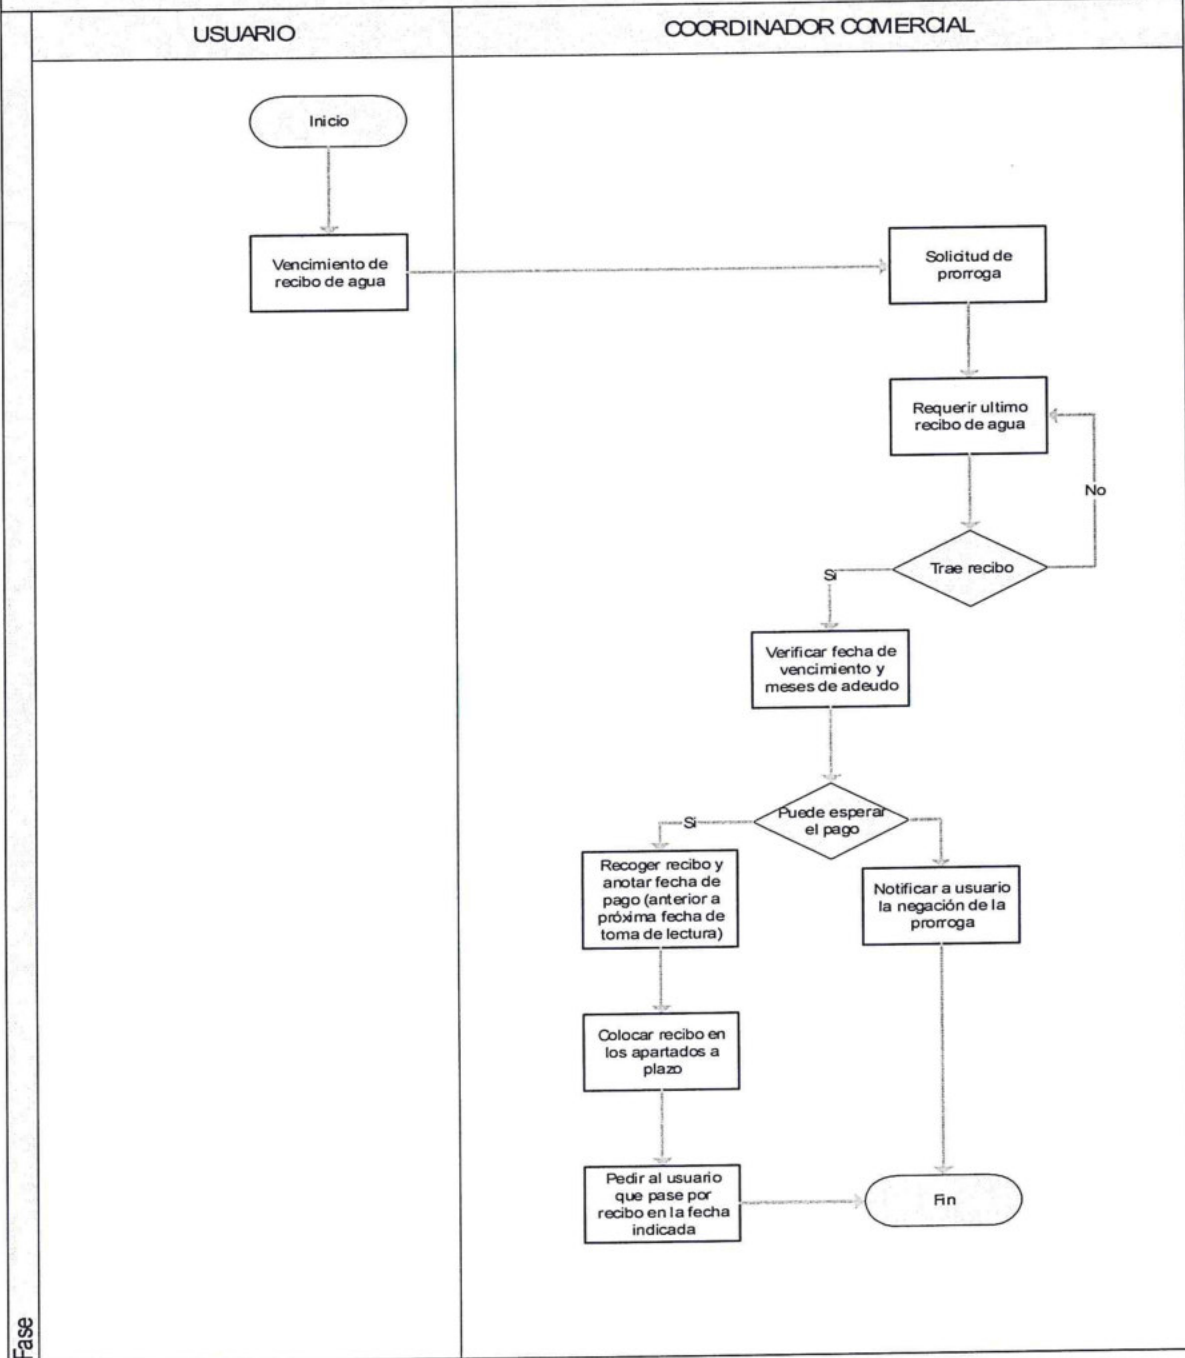 USUARIO
COORDINADOR COMERCIAL
Inicio
Vencimiento de
recibo de agua
Solicitud de
prorroga
Requerir ultimo
recibo de agua
No
Trae recibo
Si
Verificar fecha de
vencimiento y
meses de adeudo
Puede esperar
el pago
Si
Recoger recibo y
anotar fecha de
pago (anterior a
próxima fecha de
toma de lectura)
Notificar a usuario
la negación de la
prorroga
Colocar recibo en
los apartados a
plazo
Pedir al usuario
que pase por
recibo en la fecha
indicada
Fin
Fase